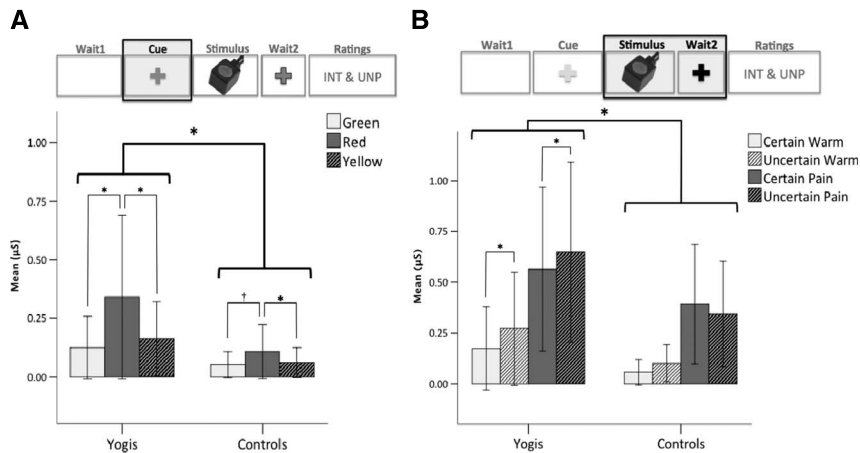 A
Wait1 Cue Stimulus Wait2 Ratings
INT & UNP
Mean (µS)
1.00
0.75
0.50
0.25
0.00
*
* *
† *
Green
Red
Yellow
Yogis Controls
B
Wait1 Cue Stimulus Wait2 Ratings
INT & UNP
Mean (µS)
1.00
0.75
0.50
0.25
0.00
*
*
*
Certain Warm
Uncertain Warm
Certain Pain
Uncertain Pain
Yogis Controls